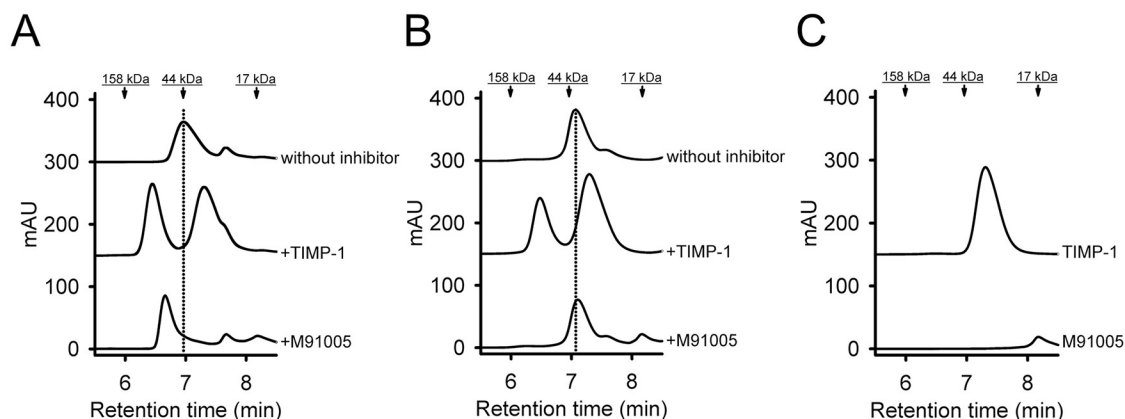 A
158 kDa 44 kDa 17 kDa
400
300
200
100
0
mAU
without inhibitor
+TIMP-1
+M91005
6 7 8
Retention time (min)
B
158 kDa 44 kDa 17 kDa
400
300
200
100
0
mAU
without inhibitor
+TIMP-1
+M91005
6 7 8
Retention time (min)
C
158 kDa 44 kDa 17 kDa
400
300
200
100
0
mAU
TIMP-1
M91005
6 7 8
Retention time (min)